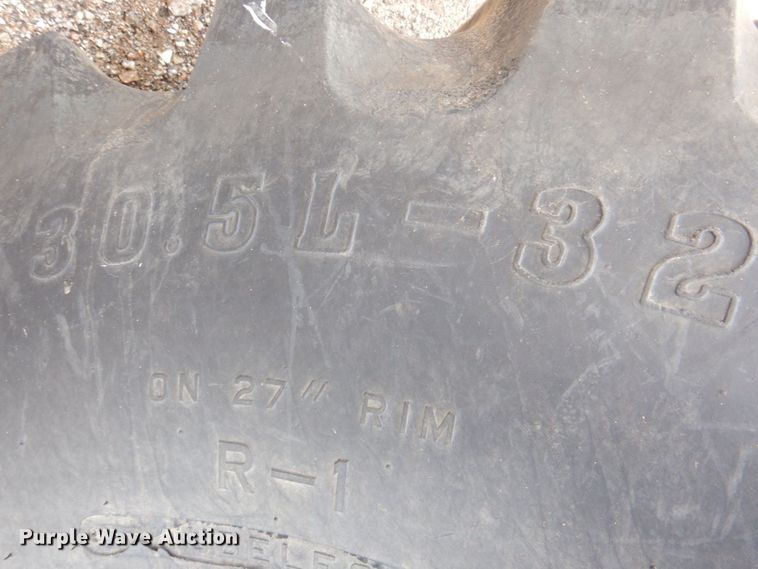 30.5L-32
ON 27" RIM
R-1
Purple Wave Auction